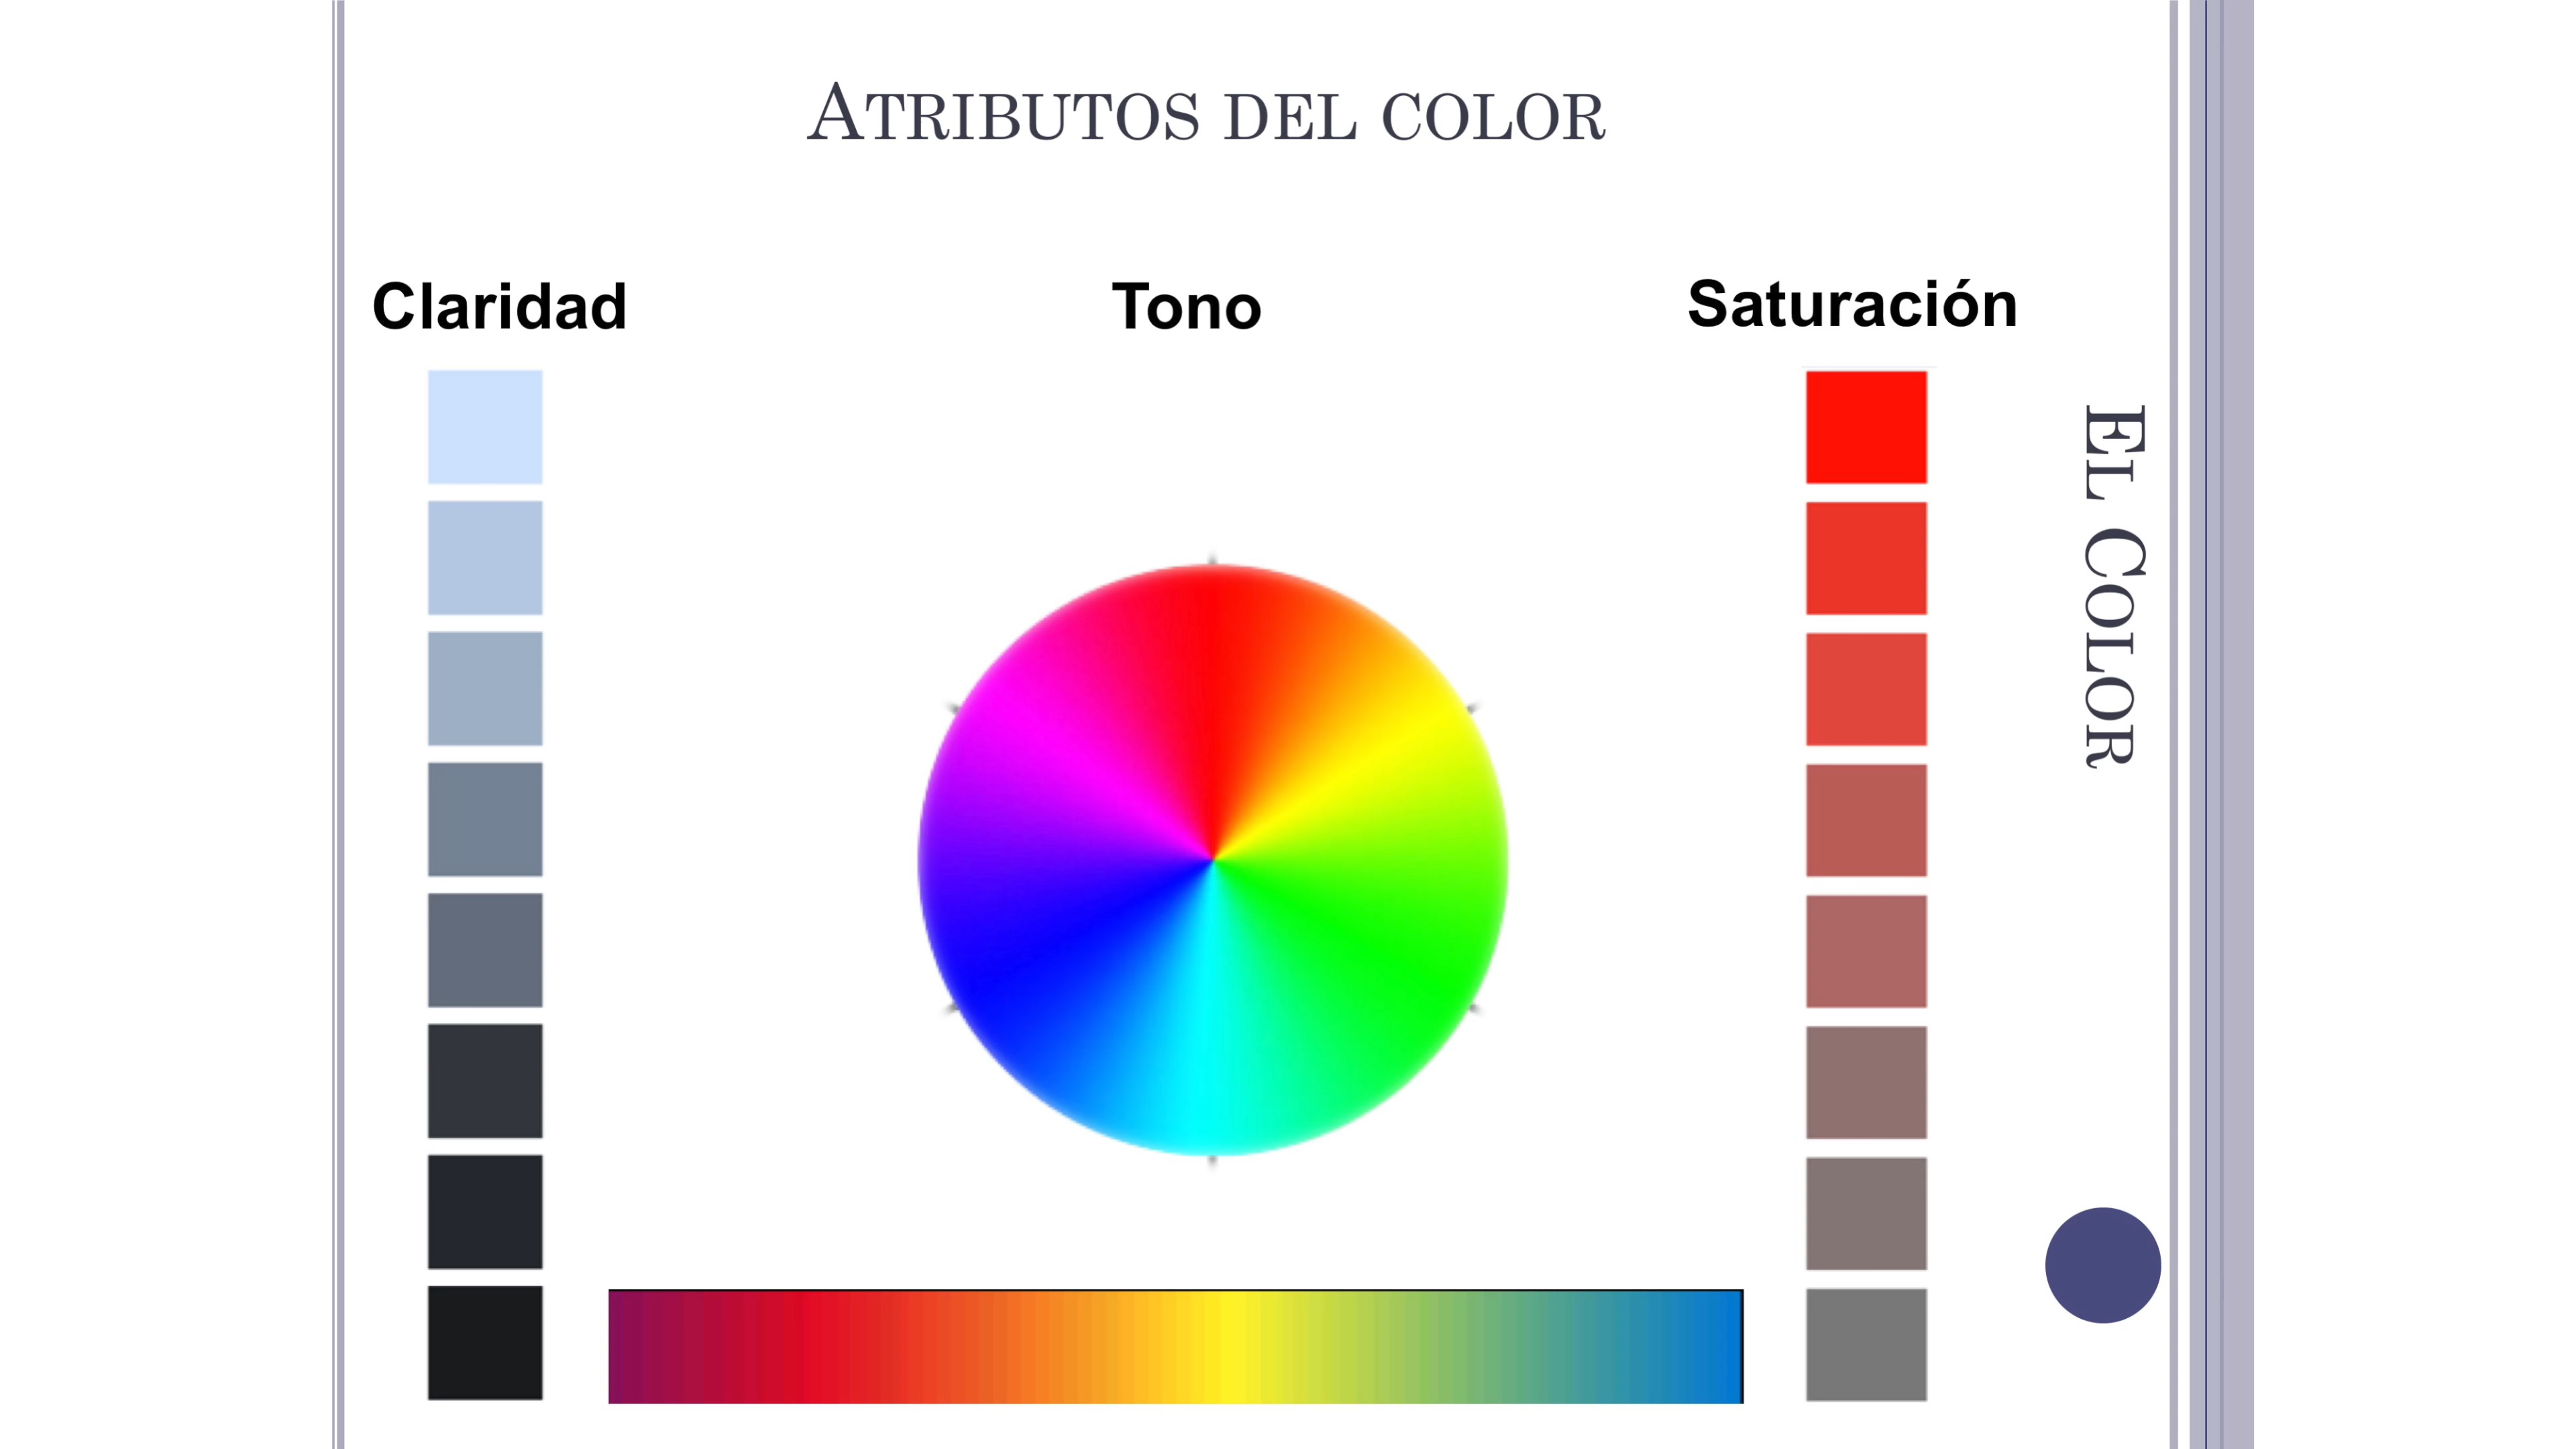 Atributos del color
Claridad
Tono
Saturación
El Color